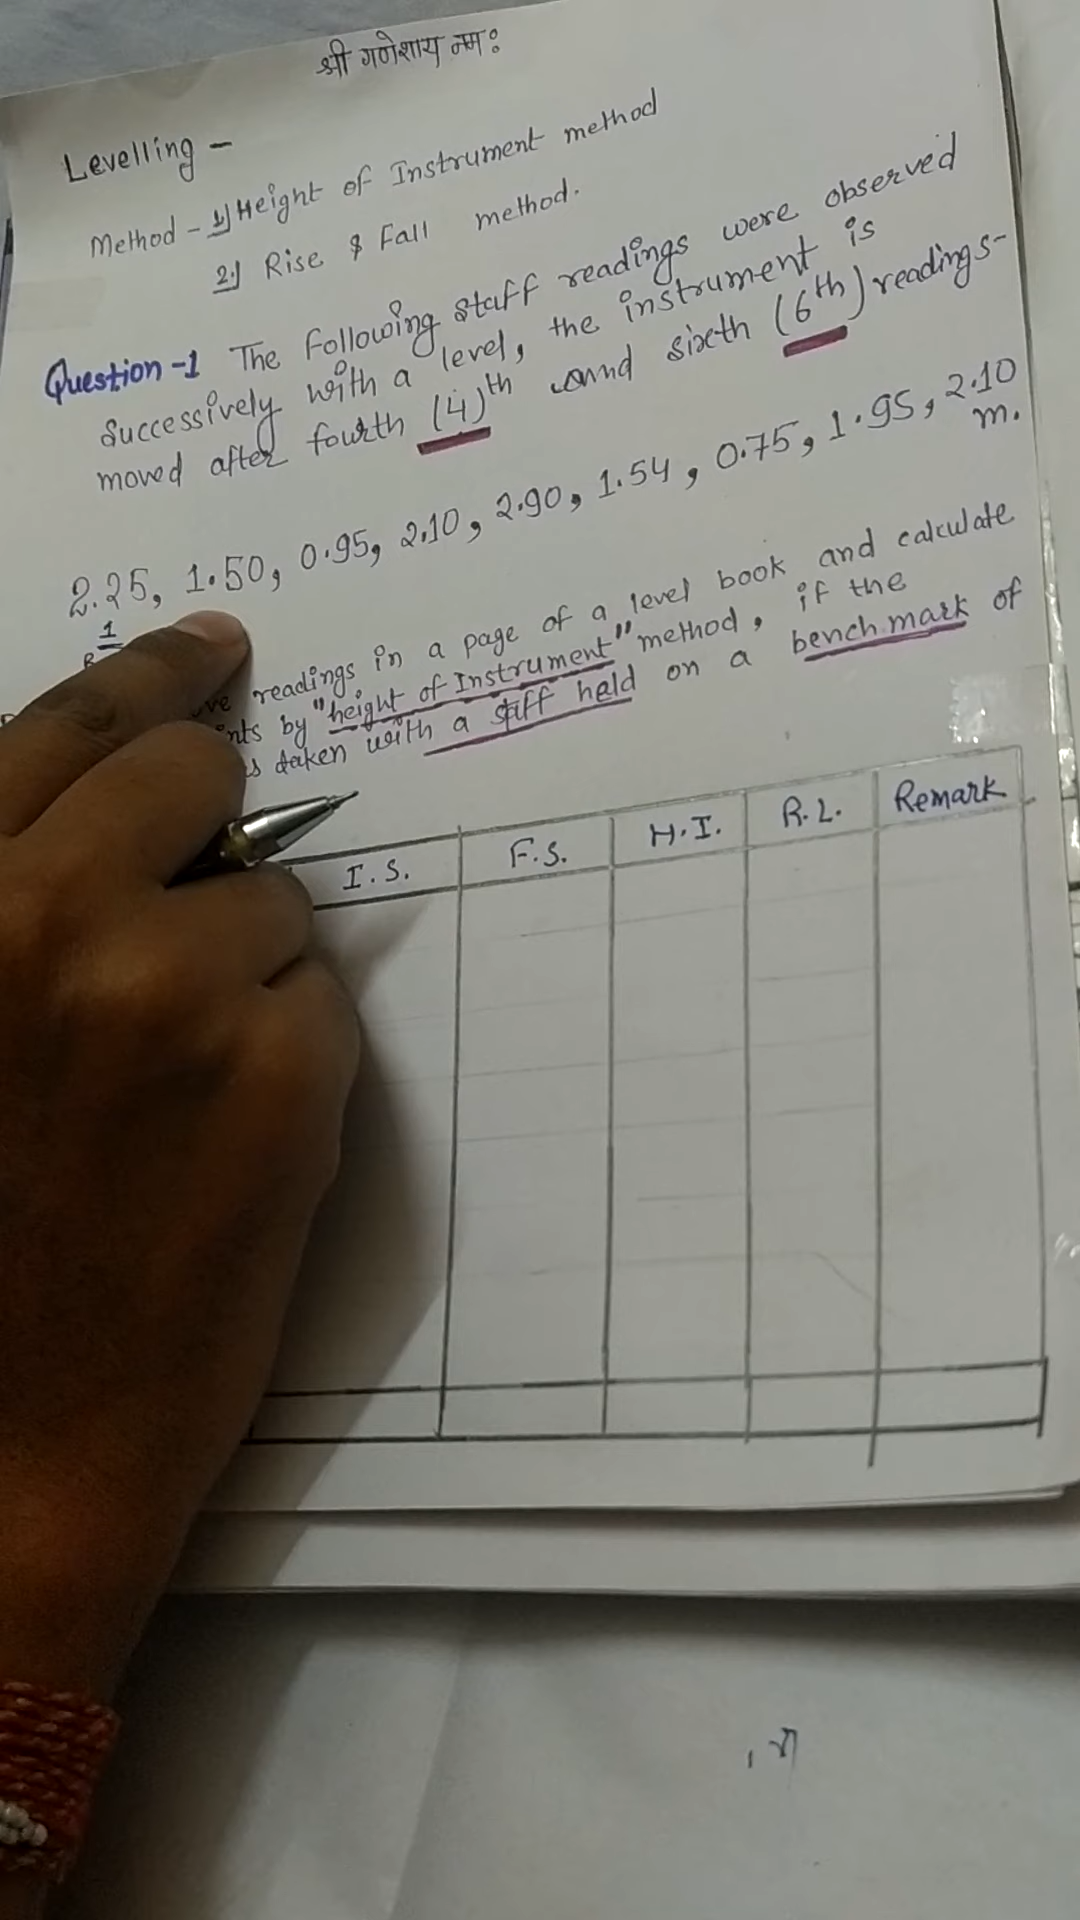 श्री गणेशाय नमः
Levelling -
Method - 1) Height of Instrument method
2.) Rise & Fall method.
Question-1 The following staff readings were observed
successively with a level, the instrument is
moved after fourth (4)th and sixth (6th) readings-
2.25, 1.50, 0.95, 2.10, 2.90, 1.54, 0.75, 1.95, 2.10
m.
1
readings in a page of a level book and calculate
by "height of Instrument" method, if the
taken with a staff held on a bench mark of
I.S. F.S. H.I. R.L. Remark